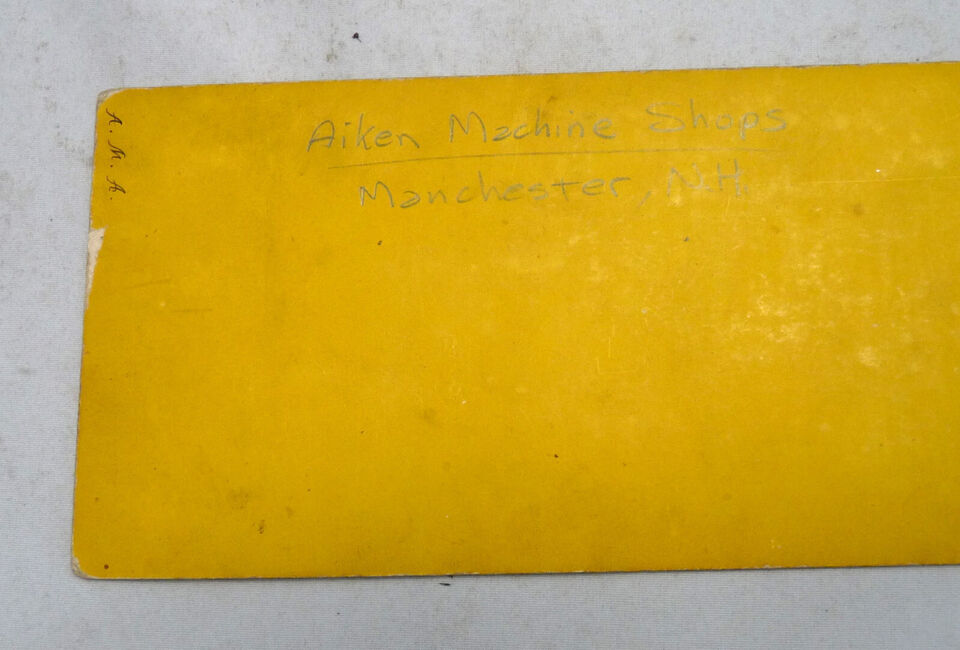 Aiken Machine Shops
Manchester, N.H.
A. M. A.